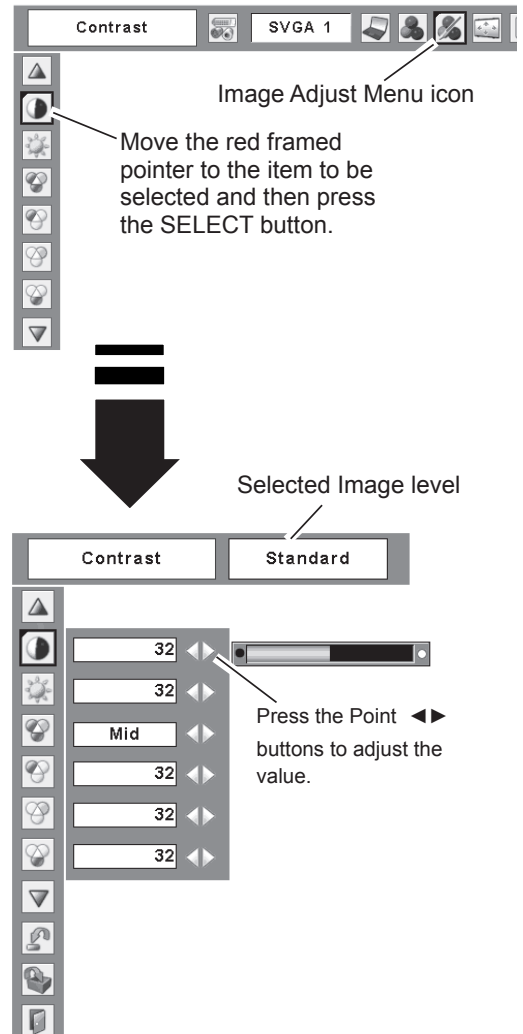 Contrast
SVGA 1
Image Adjust Menu icon
Move the red framed
pointer to the item to be
selected and then press
the SELECT button.
Selected Image level
Contrast
Standard
32
32
Mid
32
32
32
Press the Point ◄►
buttons to adjust the
value.